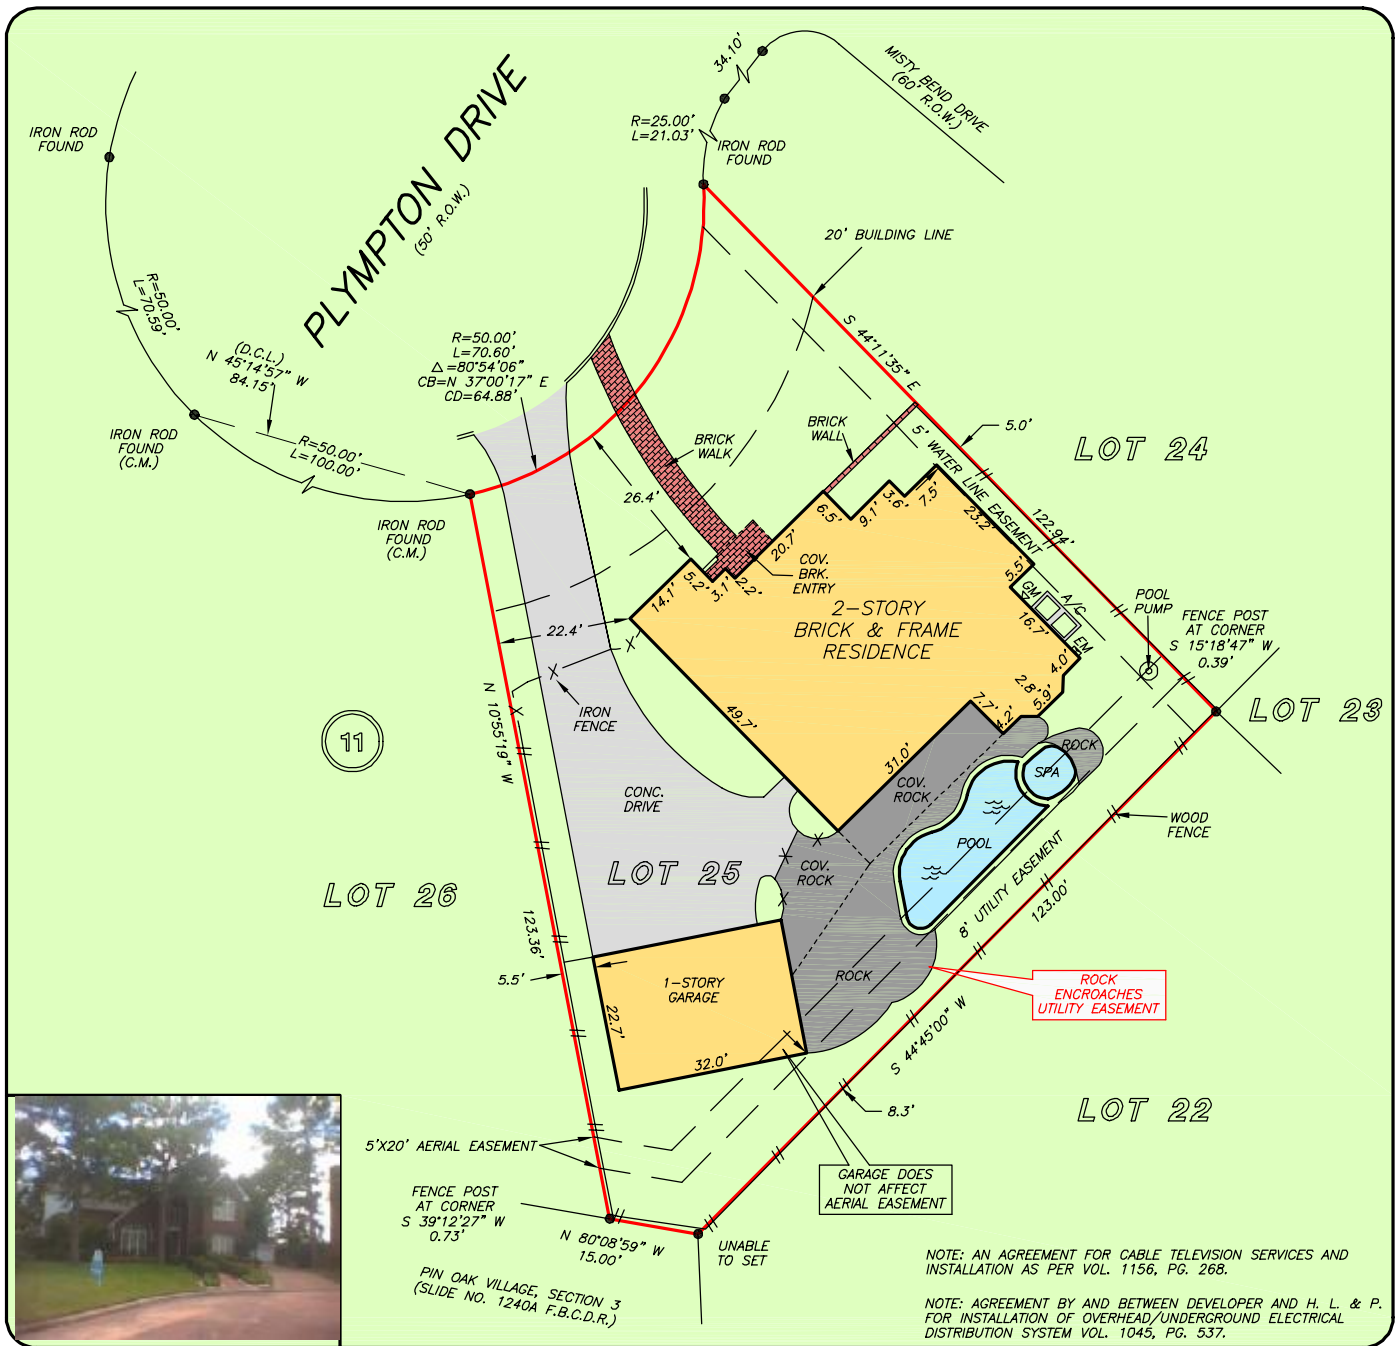 IRON ROD
FOUND
PLYMPTON DRIVE
(50' R.O.W.)
34.10'
MISTY BEND DRIVE
(60' R.O.W.)
R=25.00'
L=21.03'
IRON ROD
FOUND
20' BUILDING LINE
R=50.00'
L=70.59'
(D.C.L.)
N 45°14'57" W
84.15'
R=50.00'
L=70.60'
△=80°54'06"
CB=N 37°00'17" E
CD=64.88'
S 44°11'35" E
IRON ROD
FOUND
(C.M.)
R=50.00'
L=100.00'
BRICK
WALK
BRICK
WALL
5' WATER LINE EASEMENT
5.0'
LOT 24
IRON ROD
FOUND
(C.M.)
26.4'
6.5'
9.1'
3.6'
7.5'
23.2'
122.94'
20.7'
COV.
BRK.
ENTRY
14.1'
5.2'
3.1'
2.2'
5.5'
GM
A/C
EM
16.7'
4.0'
POOL
PUMP
FENCE POST
AT CORNER
S 15°18'47" W
0.39'
2-STORY
BRICK & FRAME
RESIDENCE
22.4'
N 10°55'19" W
IRON
FENCE
49.7'
7.7'
4.2'
2.8'
5.9'
LOT 23
11
31.0'
COV.
ROCK
ROCK
SPA
CONC.
DRIVE
POOL
WOOD
FENCE
LOT 25
COV.
ROCK
LOT 26
8' UTILITY EASEMENT
123.00'
123.36'
5.5'
1-STORY
GARAGE
ROCK
ROCK
ENCROACHES
UTILITY EASEMENT
22.7'
32.0'
S 44°45'00" W
8.3'
LOT 22
5'X20' AERIAL EASEMENT
GARAGE DOES
NOT AFFECT
AERIAL EASEMENT
FENCE POST
AT CORNER
S 39°12'27" W
0.73'
N 80°08'59" W
15.00'
UNABLE
TO SET
PIN OAK VILLAGE, SECTION 3
(SLIDE NO. 1240A F.B.C.D.R.)
NOTE: AN AGREEMENT FOR CABLE TELEVISION SERVICES AND
INSTALLATION AS PER VOL. 1156, PG. 268.
NOTE: AGREEMENT BY AND BETWEEN DEVELOPER AND H. L. & P.
FOR INSTALLATION OF OVERHEAD/UNDERGROUND ELECTRICAL
DISTRIBUTION SYSTEM VOL. 1045, PG. 537.